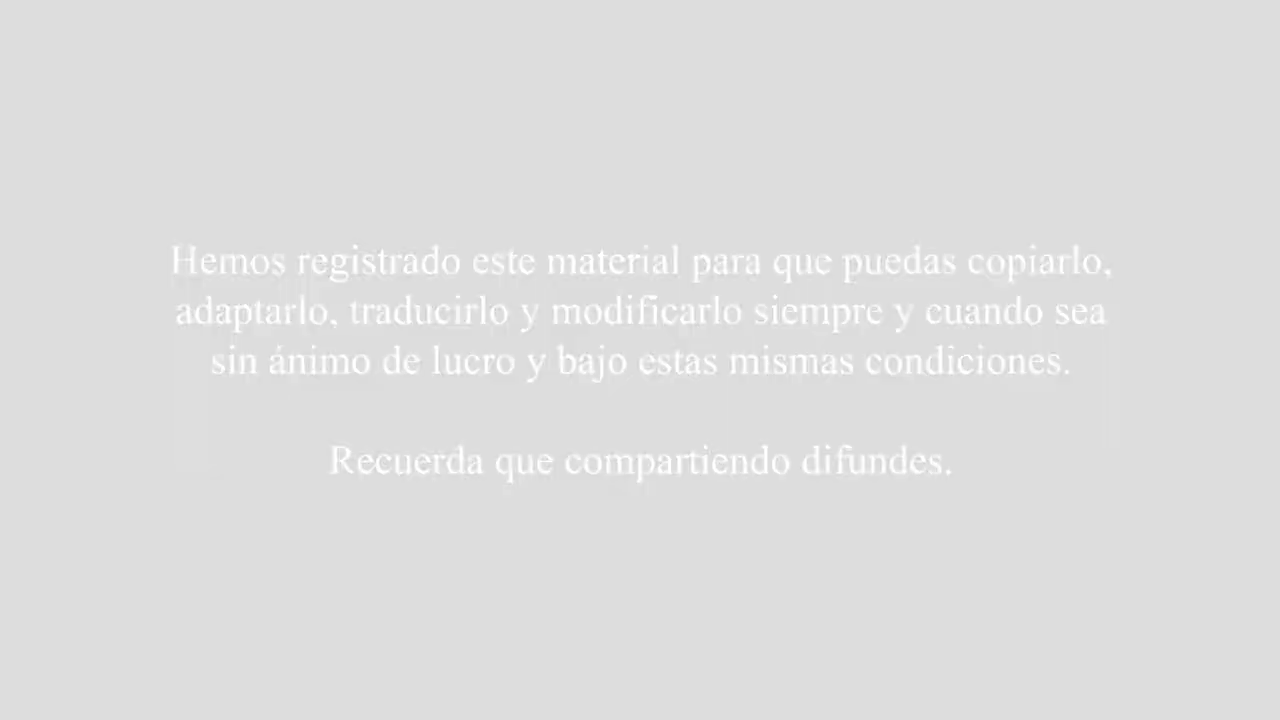 Hemos registrado este material para que puedas copiarlo,
adaptarlo, traducirlo y modificarlo siempre y cuando sea
sin ánimo de lucro y bajo estas mismas condiciones.
Recuerda que compartiendo difundes.